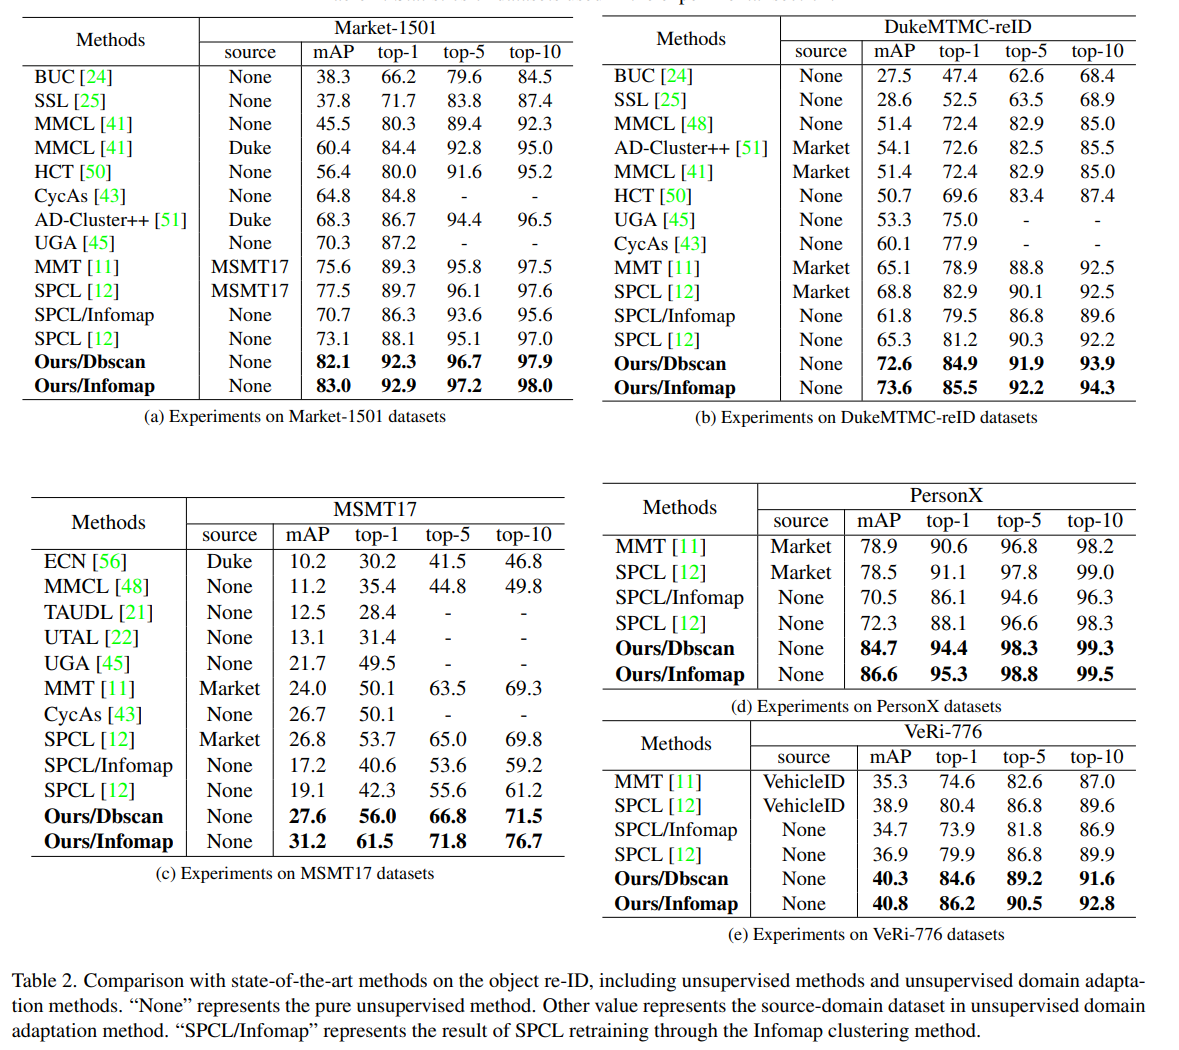 Market-1501
Methods source mAP top-1 top-5 top-10
BUC [24] None 38.3 66.2 79.6 84.5
SSL [25] None 37.8 71.7 83.8 87.4
MMCL [41] None 45.5 80.3 89.4 92.3
MMCL [41] Duke 60.4 84.4 92.8 95.0
HCT [50] None 56.4 80.0 91.6 95.2
CycAs [43] None 64.8 84.8 - -
AD-Cluster++ [51] Duke 68.3 86.7 94.4 96.5
UGA [45] None 70.3 87.2 - -
MMT [11] MSMT17 75.6 89.3 95.8 97.5
SPCL [12] MSMT17 77.5 89.7 96.1 97.6
SPCL/Infomap None 70.7 86.3 93.6 95.6
SPCL [12] None 73.1 88.1 95.1 97.0
Ours/Dbscan None 82.1 92.3 96.7 97.9
Ours/Infomap None 83.0 92.9 97.2 98.0
(a) Experiments on Market-1501 datasets
DukeMTMC-reID
Methods source mAP top-1 top-5 top-10
BUC [24] None 27.5 47.4 62.6 68.4
SSL [25] None 28.6 52.5 63.5 68.9
MMCL [48] None 51.4 72.4 82.9 85.0
AD-Cluster++ [51] Market 54.1 72.6 82.5 85.5
MMCL [41] Market 51.4 72.4 82.9 85.0
HCT [50] None 50.7 69.6 83.4 87.4
UGA [45] None 53.3 75.0 - -
CycAs [43] None 60.1 77.9 - -
MMT [11] Market 65.1 78.9 88.8 92.5
SPCL [12] Market 68.8 82.9 90.1 92.5
SPCL/Infomap None 61.8 79.5 86.8 89.6
SPCL [12] None 65.3 81.2 90.3 92.2
Ours/Dbscan None 72.6 84.9 91.9 93.9
Ours/Infomap None 73.6 85.5 92.2 94.3
(b) Experiments on DukeMTMC-reID datasets
MSMT17
Methods source mAP top-1 top-5 top-10
ECN [56] Duke 10.2 30.2 41.5 46.8
MMCL [48] None 11.2 35.4 44.8 49.8
TAUDL [21] None 12.5 28.4 - -
UTAL [22] None 13.1 31.4 - -
UGA [45] None 21.7 49.5 - -
MMT [11] Market 24.0 50.1 63.5 69.3
CycAs [43] None 26.7 50.1 - -
SPCL [12] Market 26.8 53.7 65.0 69.8
SPCL/Infomap None 17.2 40.6 53.6 59.2
SPCL [12] None 19.1 42.3 55.6 61.2
Ours/Dbscan None 27.6 56.0 66.8 71.5
Ours/Infomap None 31.2 61.5 71.8 76.7
(c) Experiments on MSMT17 datasets
PersonX
Methods source mAP top-1 top-5 top-10
MMT [11] Market 78.9 90.6 96.8 98.2
SPCL [12] Market 78.5 91.1 97.8 99.0
SPCL/Infomap None 70.5 86.1 94.6 96.3
SPCL [12] None 72.3 88.1 96.6 98.3
Ours/Dbscan None 84.7 94.4 98.3 99.3
Ours/Infomap None 86.6 95.3 98.8 99.5
(d) Experiments on PersonX datasets
VeRi-776
Methods source mAP top-1 top-5 top-10
MMT [11] VehicleID 35.3 74.6 82.6 87.0
SPCL [12] VehicleID 38.9 80.4 86.8 89.6
SPCL/Infomap None 34.7 73.9 81.8 86.9
SPCL [12] None 36.9 79.9 86.8 89.9
Ours/Dbscan None 40.3 84.6 89.2 91.6
Ours/Infomap None 40.8 86.2 90.5 92.8
(e) Experiments on VeRi-776 datasets
Table 2. Comparison with state-of-the-art methods on the object re-ID, including unsupervised methods and unsupervised domain adapta-
tion methods. “None” represents the pure unsupervised method. Other value represents the source-domain dataset in unsupervised domain
adaptation method. “SPCL/Infomap” represents the result of SPCL retraining through the Infomap clustering method.